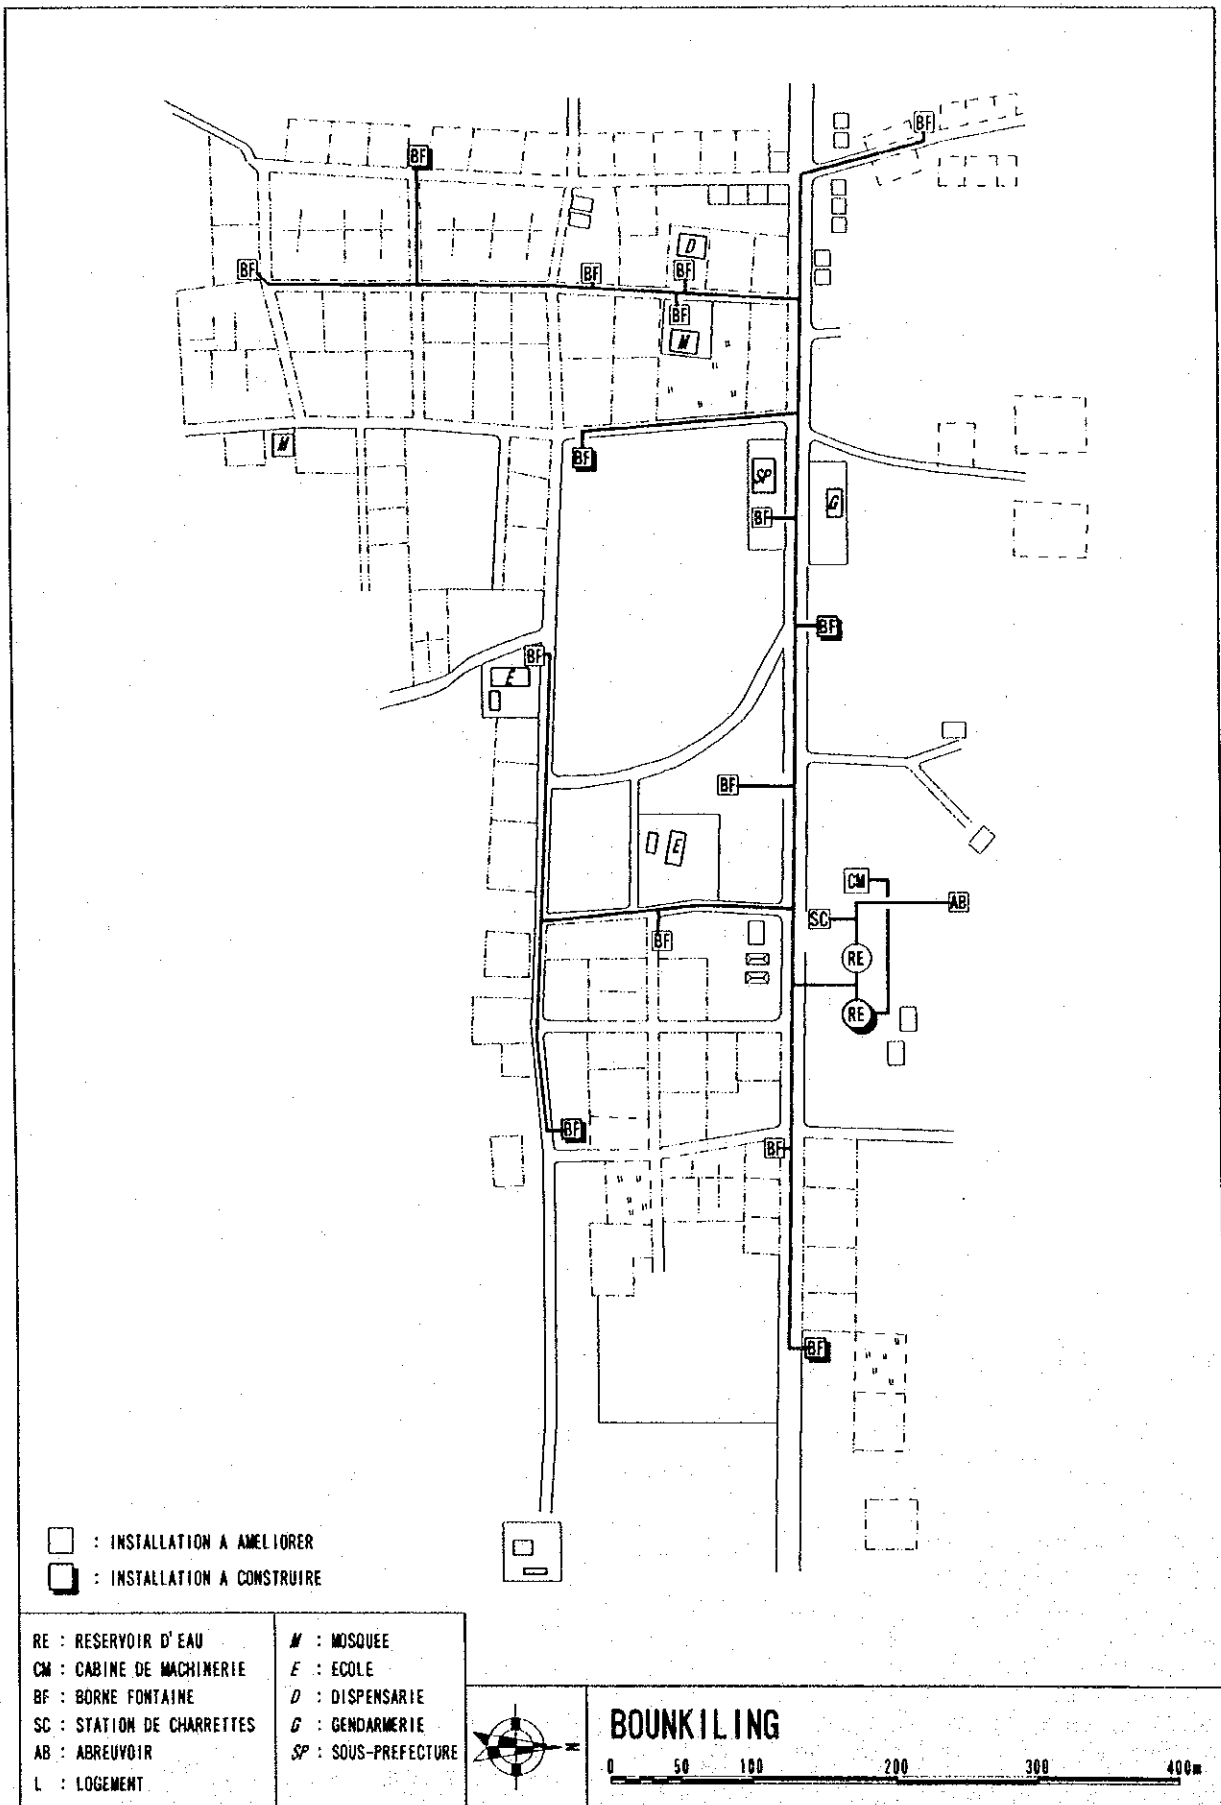 BF
BF
D
BF
BF
BF
BF
M
M
BF
SP
G
BF
BF
BF
E
BF
E
CM
AB
SC
BF
RE
RE
BF
BF
BF
: INSTALLATION A AMELIORER
: INSTALLATION A CONSTRUIRE
RE : RESERVOIR D'EAU
CM : CABINE DE MACHINERIE
BF : BORNE FONTAINE
SC : STATION DE CHARRETTES
AB : ABREUVOIR
L : LOGEMENT
M : MOSQUEE
E : ECOLE
D : DISPENSARIE
G : GENDARMERIE
SP : SOUS-PREFECTURE
N
BOUNKILING
0 50 100 200 300 400m